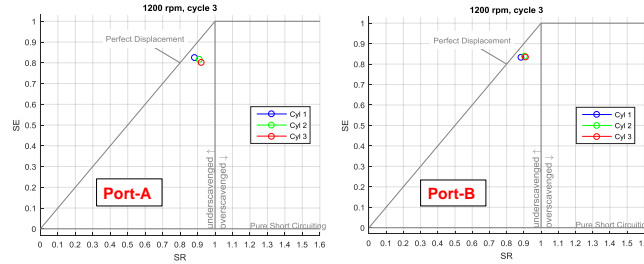 1200 rpm, cycle 3
1
0.9
0.8
0.7
0.6
0.5
0.4
0.3
0.2
0.1
0
SE
Perfect Displacement
Cyl 1
Cyl 2
Cyl 3
Port-A
underscavenged ↑
overscavenged ↓
Pure Short Circuiting
0 0.1 0.2 0.3 0.4 0.5 0.6 0.7 0.8 0.9 1 1.1 1.2 1.3 1.4 1.5 1.6
SR
1200 rpm, cycle 3
1
0.9
0.8
0.7
0.6
0.5
0.4
0.3
0.2
0.1
0
SE
Perfect Displacement
Cyl 1
Cyl 2
Cyl 3
Port-B
underscavenged ↑
overscavenged ↓
Pure Short Circuiting
0 0.1 0.2 0.3 0.4 0.5 0.6 0.7 0.8 0.9 1 1.1 1.2 1.3 1.4 1.5
SR